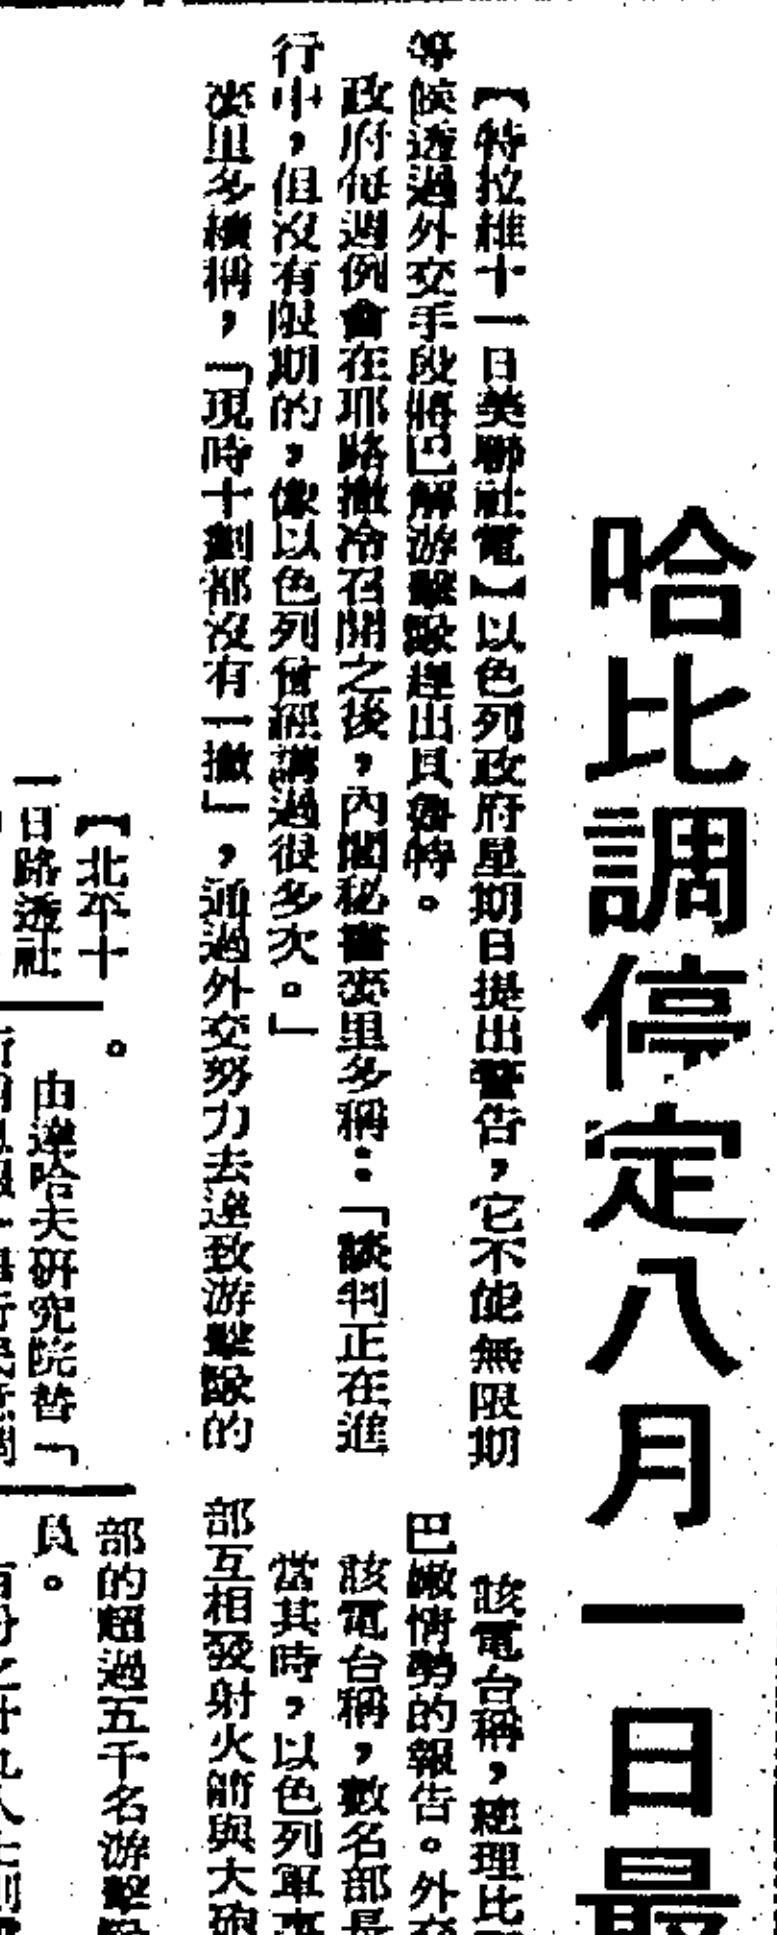 哈比調停定八月一日最
【特拉維十一日美聯社電】以色列政府星期日提出警告，它不能無限期
等候透過外交手段將巴解游擊隊趕出貝魯特。
政府每週例會在耶路撒冷召開之後，內閣秘書麥里多稱：「談判正在進
行中，但沒有限期的，像以色列曾經講過很多次。」
麥里多續稱，「現時十劃都沒有一撇」，通過外交努力去達致游擊隊的
該電台稱，總理比
巴嫩情勢的報告。外交
該電台稱，數名部長
當其時，以色列軍
部互相發射火箭與大砲
部的超過五千名游擊隊
員。
【北平十
一日路透社
。
由達哈夫研究院替「